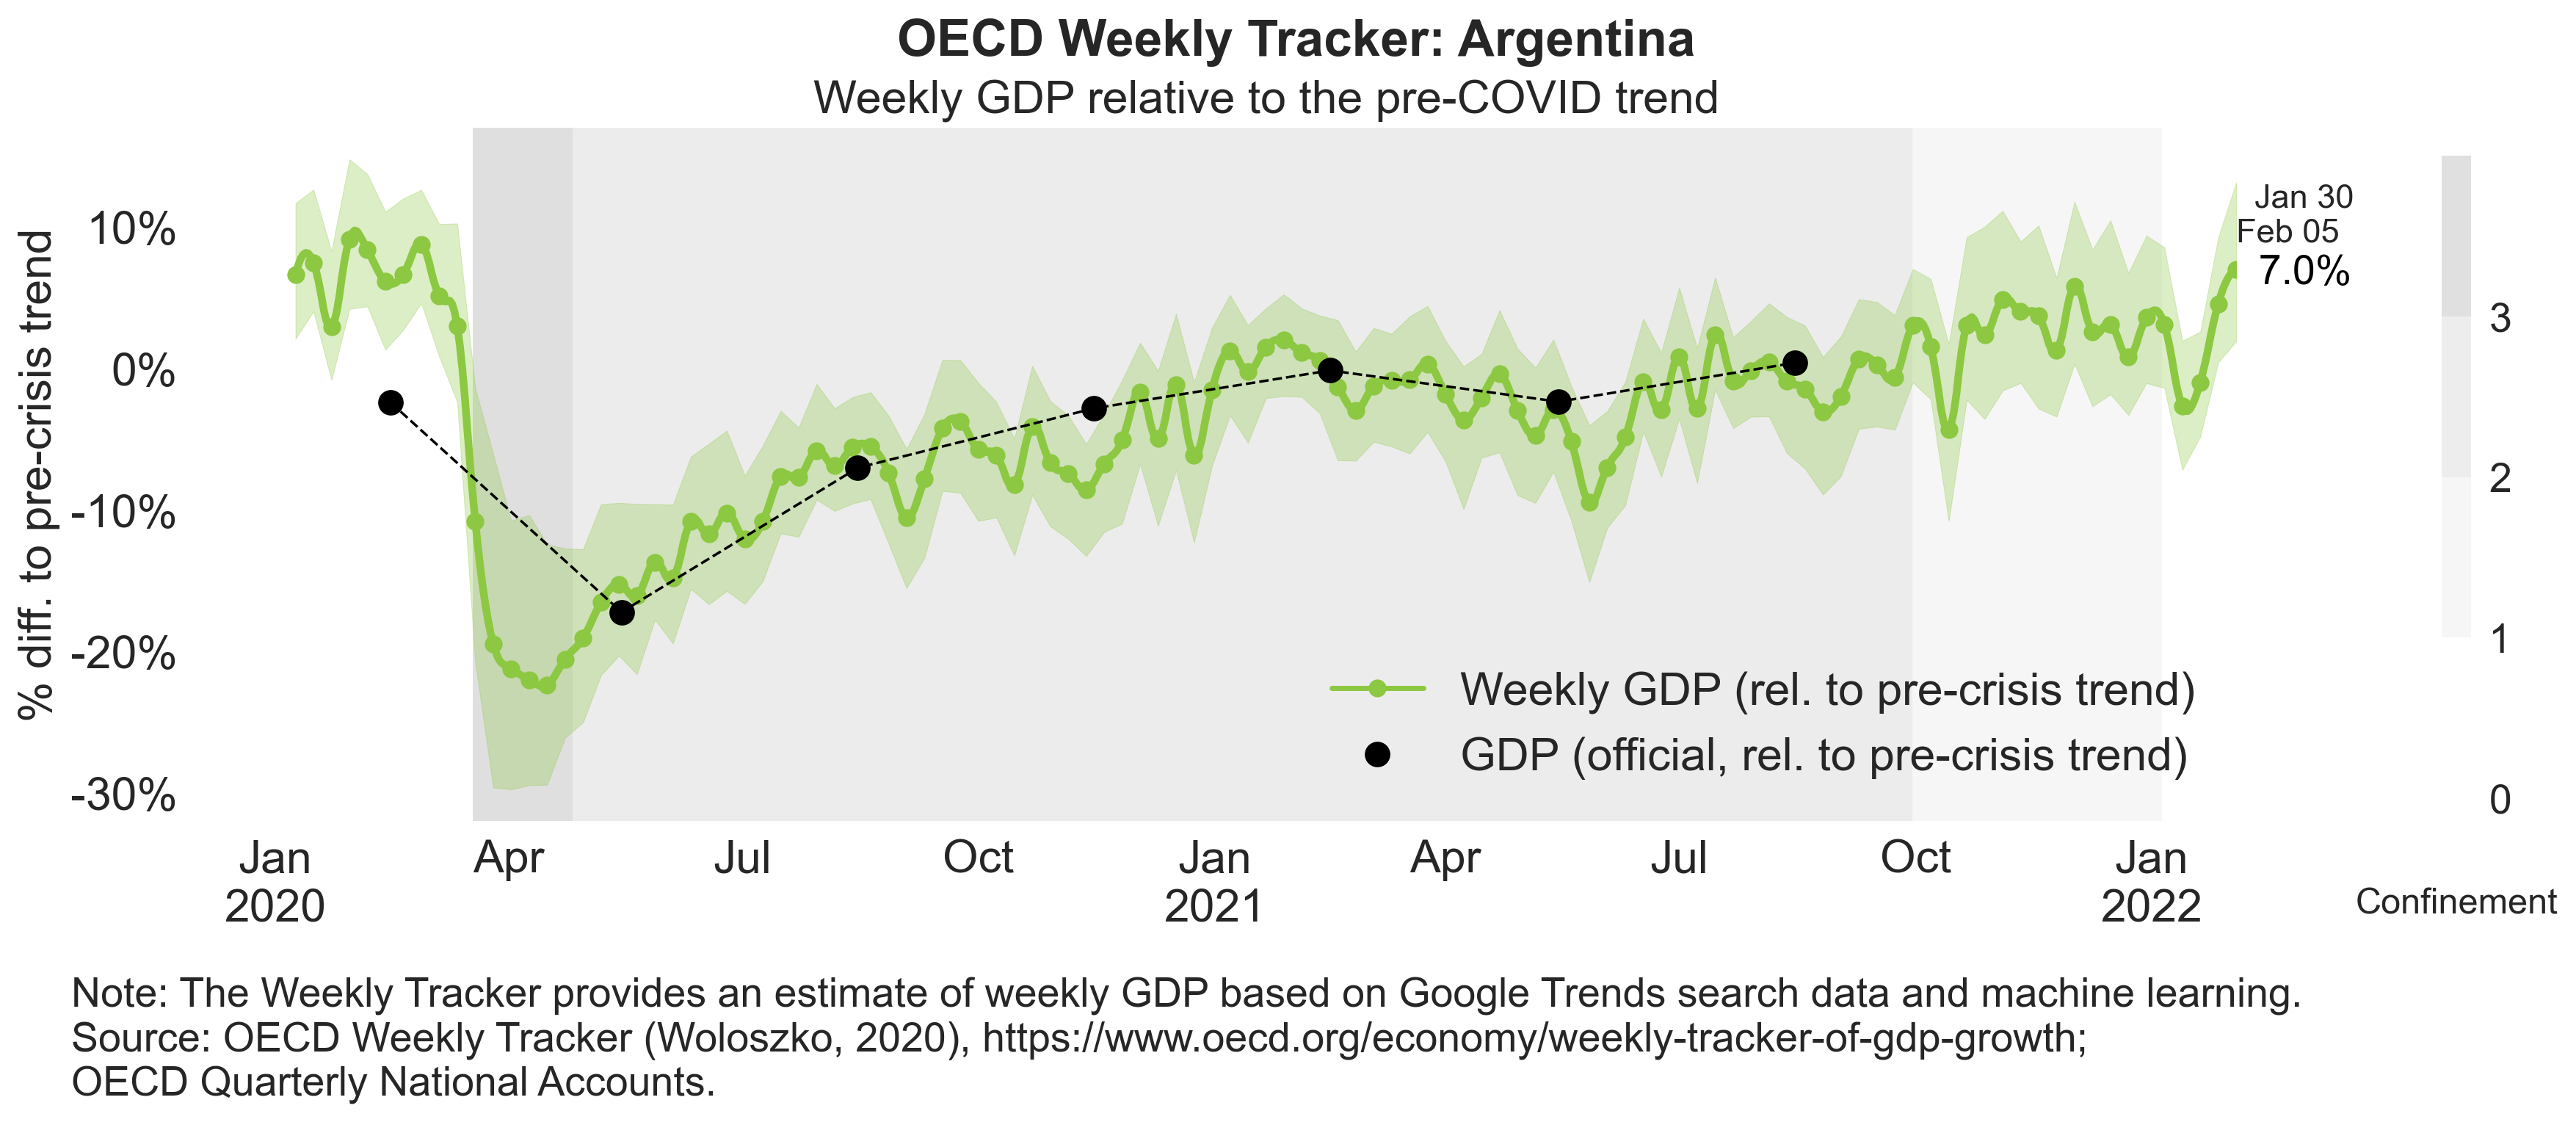 OECD Weekly Tracker: Argentina
Weekly GDP relative to the pre-COVID trend
% diff. to pre-crisis trend
10%
0%
-10%
-20%
-30%
Jan 30
Feb 05
7.0%
Weekly GDP (rel. to pre-crisis trend)
GDP (official, rel. to pre-crisis trend)
3
2
1
0
Confinement
Jan Apr Jul Oct Jan Apr Jul Oct Jan
2020 2021 2022
Note: The Weekly Tracker provides an estimate of weekly GDP based on Google Trends search data and machine learning.
Source: OECD Weekly Tracker (Woloszko, 2020), https://www.oecd.org/economy/weekly-tracker-of-gdp-growth;
OECD Quarterly National Accounts.